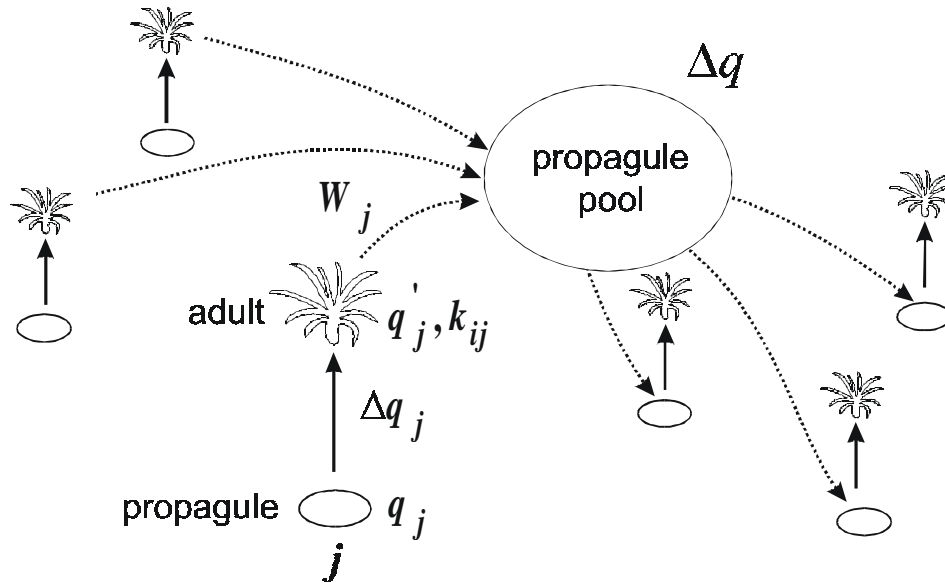 Δq
propagule
pool
W j
adult
q'j, kij
Δq j
propagule
q j
j